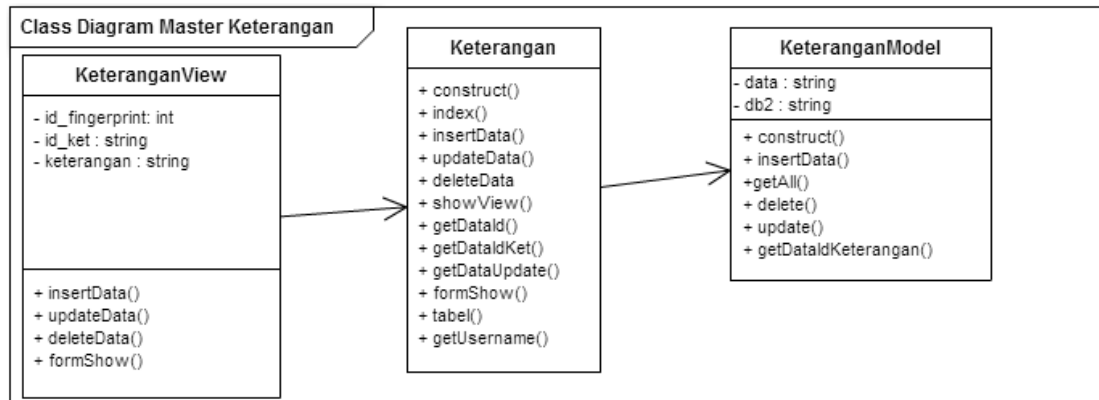 Class Diagram Master Keterangan
KeteranganView
- id_fingerprint: int
- id_ket : string
- keterangan : string
+ insertData()
+ updateData()
+ deleteData()
+ formShow()
Keterangan
+ construct()
+ index()
+ insertData()
+ updateData()
+ deleteData
+ showView()
+ getDataId()
+ getDataIdKet()
+ getDataUpdate()
+ formShow()
+ tabel()
+ getUsername()
KeteranganModel
- data : string
- db2 : string
+ construct()
+ insertData()
+getAll()
+ delete()
+ update()
+ getDataIdKeterangan()